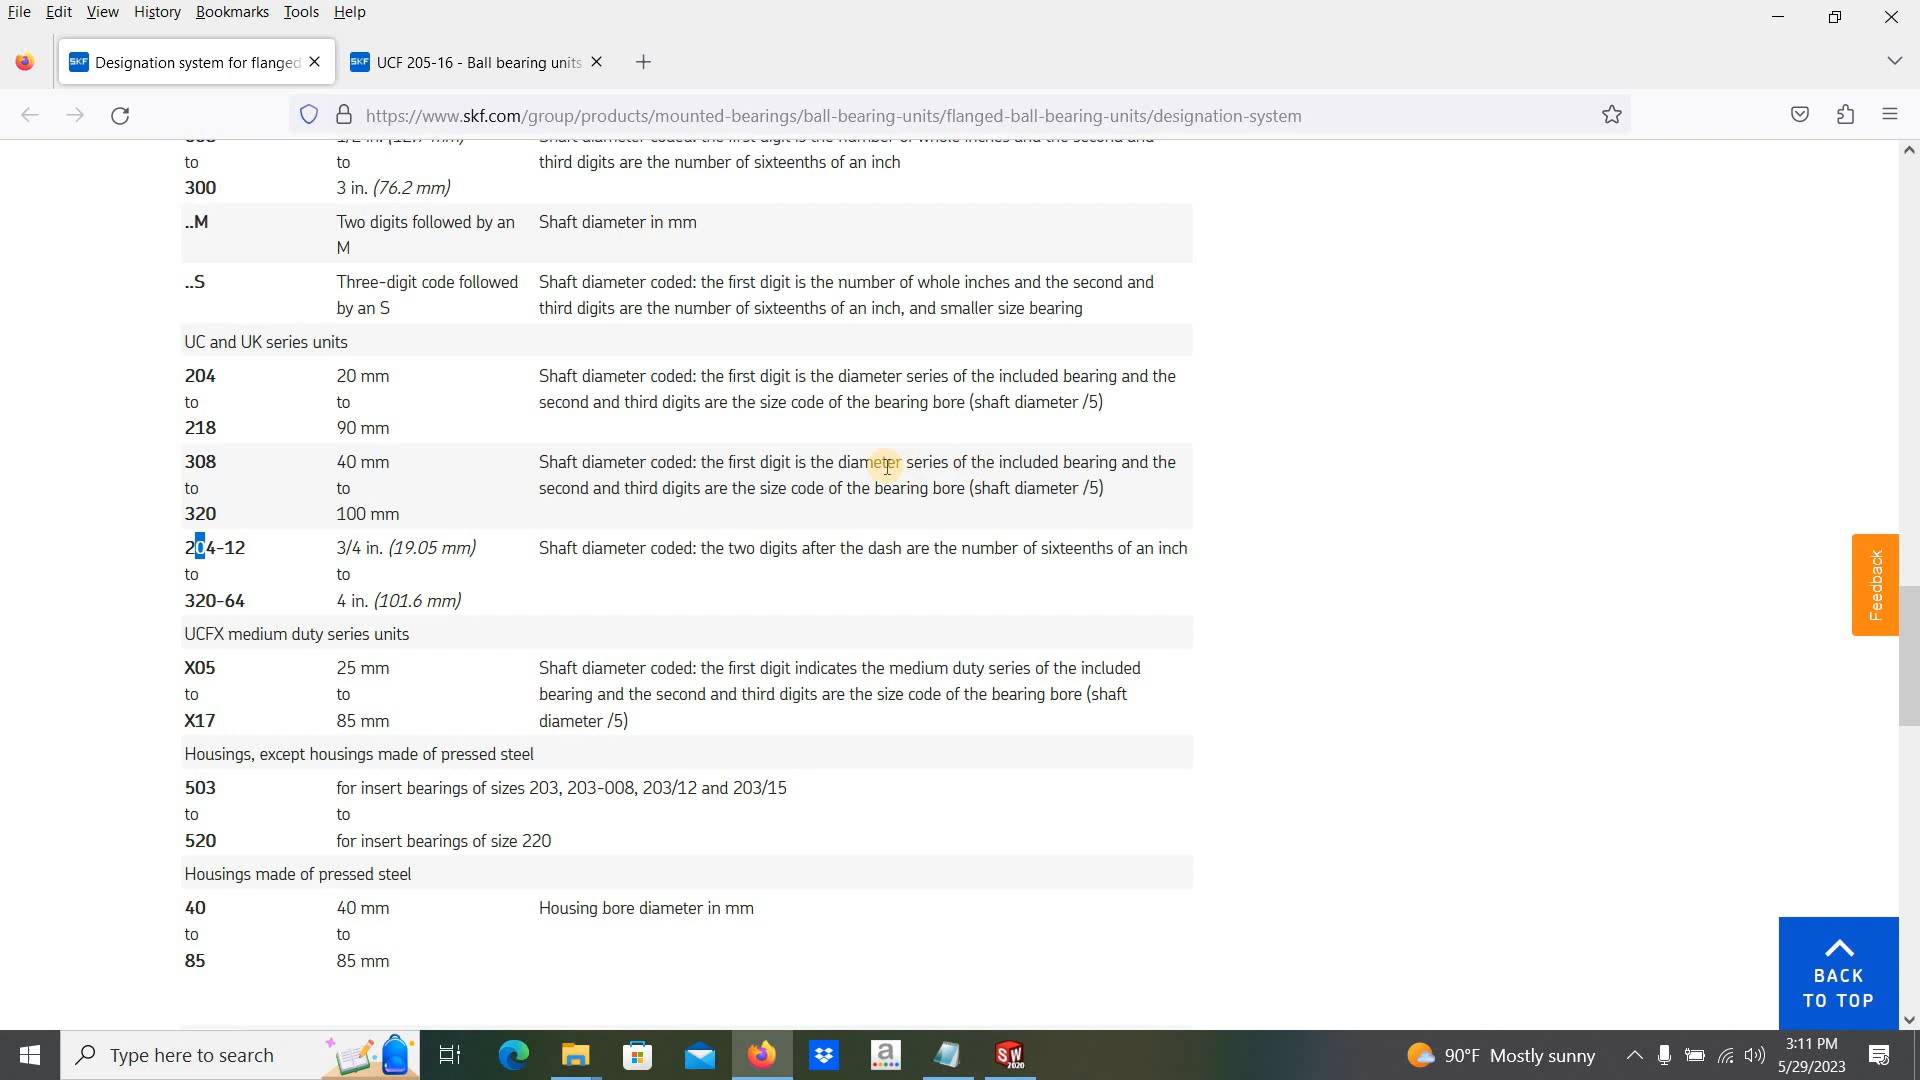 File Edit View History Bookmarks Tools Help
SKF Designation system for flanged
SKF UCF 205-16 - Ball bearing units
https://www.skf.com/group/products/mounted-bearings/ball-bearing-units/flanged-ball-bearing-units/designation-system
to to third digits are the number of sixteenths of an inch
300 3 in. (76.2 mm)
..M Two digits followed by an Shaft diameter in mm
M
..S Three-digit code followed Shaft diameter coded: the first digit is the number of whole inches and the second and
by an S third digits are the number of sixteenths of an inch, and smaller size bearing
UC and UK series units
204 20 mm Shaft diameter coded: the first digit is the diameter series of the included bearing and the
to to second and third digits are the size code of the bearing bore (shaft diameter /5)
218 90 mm
308 40 mm Shaft diameter coded: the first digit is the diameter series of the included bearing and the
to to second and third digits are the size code of the bearing bore (shaft diameter /5)
320 100 mm
204-12 3/4 in. (19.05 mm) Shaft diameter coded: the two digits after the dash are the number of sixteenths of an inch
to to
320-64 4 in. (101.6 mm)
UCFX medium duty series units
X05 25 mm Shaft diameter coded: the first digit indicates the medium duty series of the included
to to bearing and the second and third digits are the size code of the bearing bore (shaft
X17 85 mm diameter /5)
Housings, except housings made of pressed steel
503 for insert bearings of sizes 203, 203-008, 203/12 and 203/15
to to
520 for insert bearings of size 220
Housings made of pressed steel
40 40 mm Housing bore diameter in mm
to to
85 85 mm
Feedback
BACK
TO TOP
Type here to search
a
SW
2020
90°F Mostly sunny
3:11 PM
5/29/2023